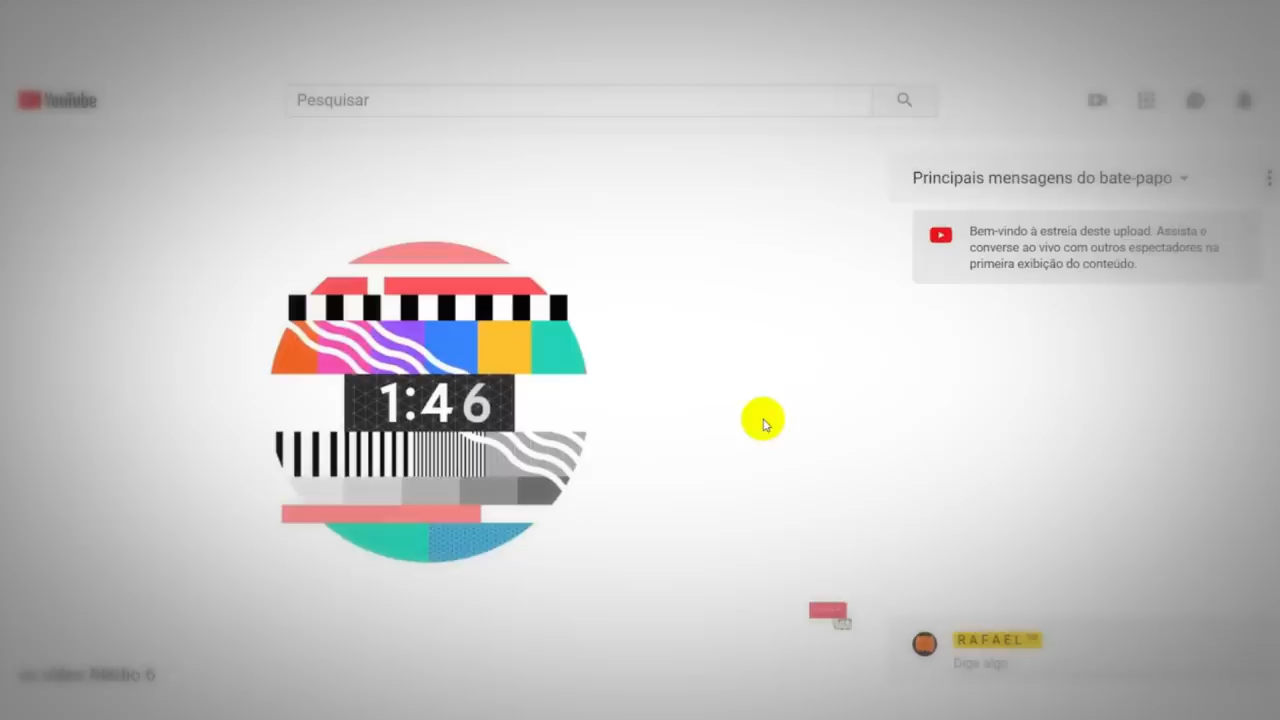 YouTube
Pesquisar
Principais mensagens do bate-papo
Bem-vindo à estreia deste upload. Assista e
converse ao vivo com outros espectadores na
primeira exibição do conteúdo.
1:46
RAFAEL
Diga algo